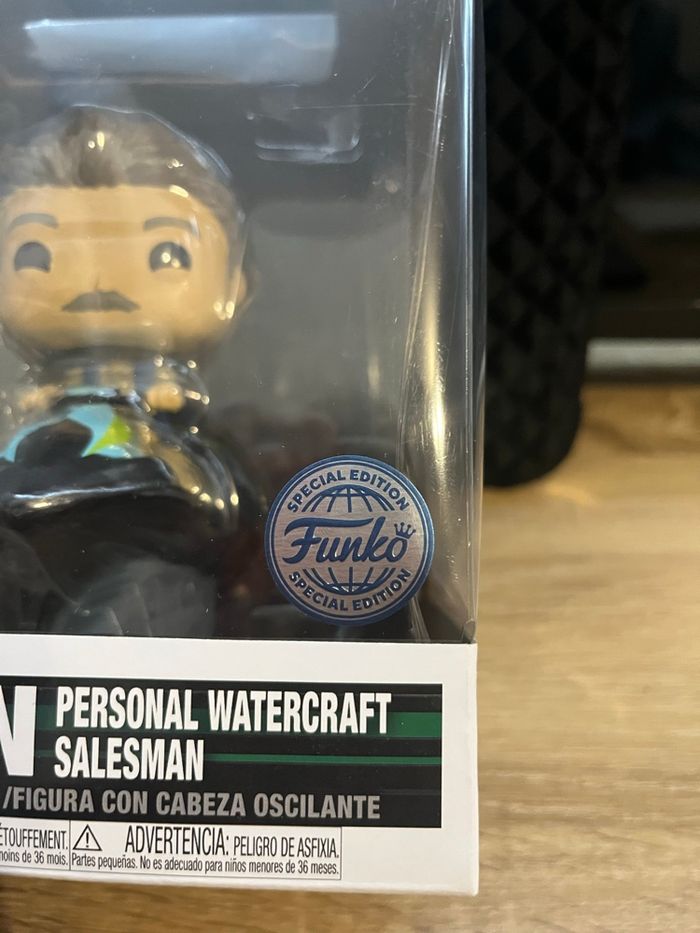 SPECIAL EDITION
Funko
SPECIAL EDITION
N PERSONAL WATERCRAFT
SALESMAN
/FIGURA CON CABEZA OSCILANTE
ÉTOUFFEMENT. ADVERTENCIA: PELIGRO DE ASFIXIA.
moins de 36 mois. Partes pequeñas. No es adecuado para niños menores de 36 meses.